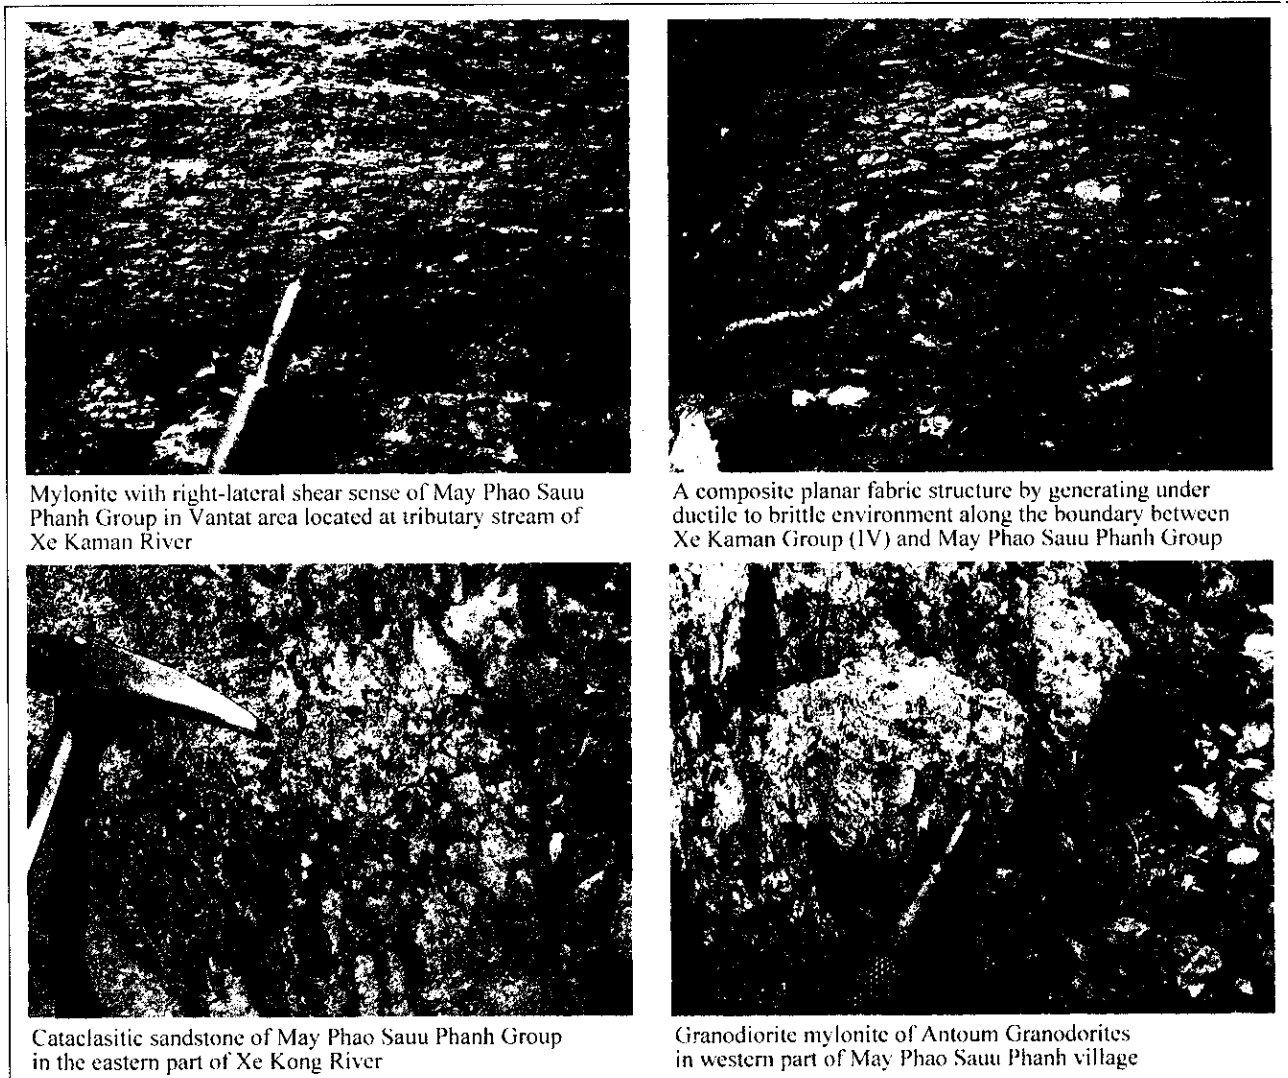 Mylonite with right-lateral shear sense of May Phao Sauu
Phanh Group in Vantat area located at tributary stream of
Xe Kaman River
A composite planar fabric structure by generating under
ductile to brittle environment along the boundary between
Xe Kaman Group (IV) and May Phao Sauu Phanh Group
Cataclasitic sandstone of May Phao Sauu Phanh Group
in the eastern part of Xe Kong River
Granodiorite mylonite of Antoum Granodorites
in western part of May Phao Sauu Phanh village